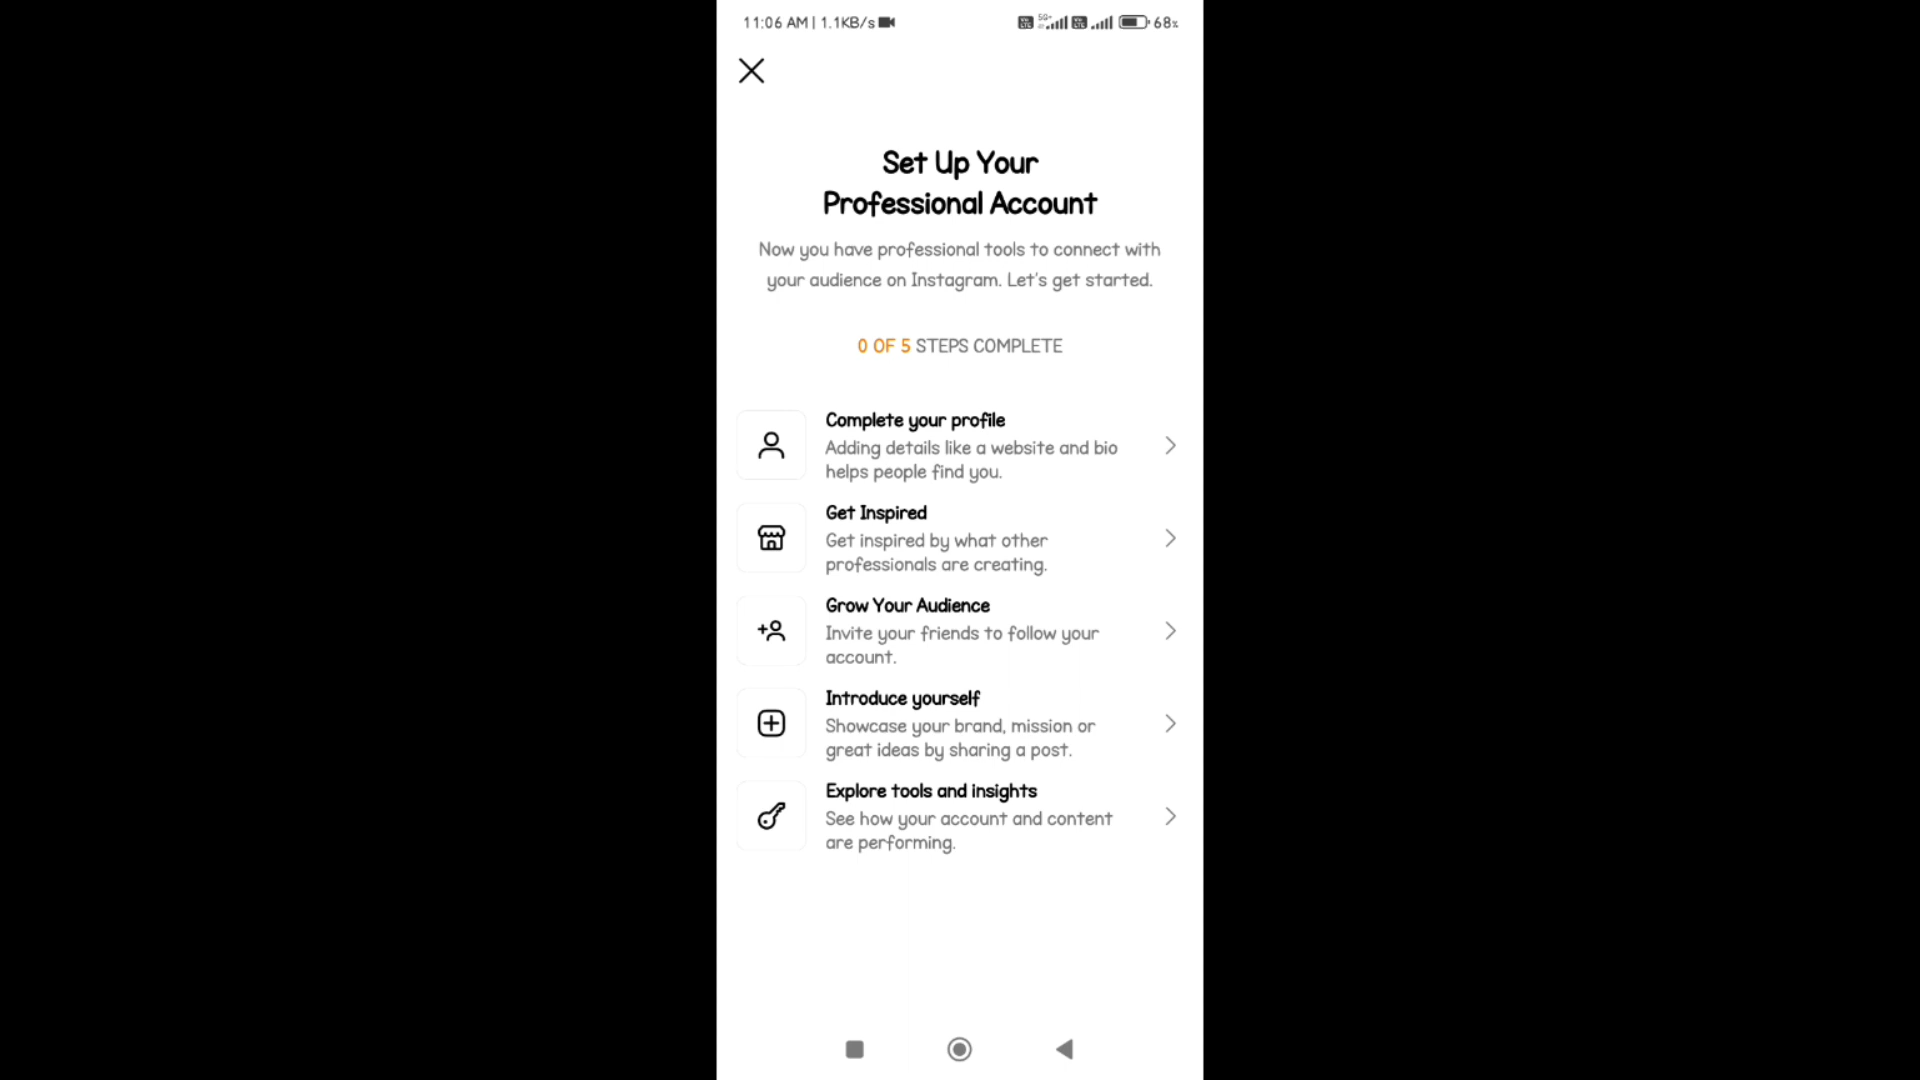 11:06 AM | 1.1KB/s
5G+
68%
Set Up Your
Professional Account
Now you have professional tools to connect with
your audience on Instagram. Let's get started.
0 OF 5 STEPS COMPLETE
Complete your profile
Adding details like a website and bio
helps people find you.
Get Inspired
Get inspired by what other
professionals are creating.
Grow Your Audience
Invite your friends to follow your
account.
Introduce yourself
Showcase your brand, mission or
great ideas by sharing a post.
Explore tools and insights
See how your account and content
are performing.